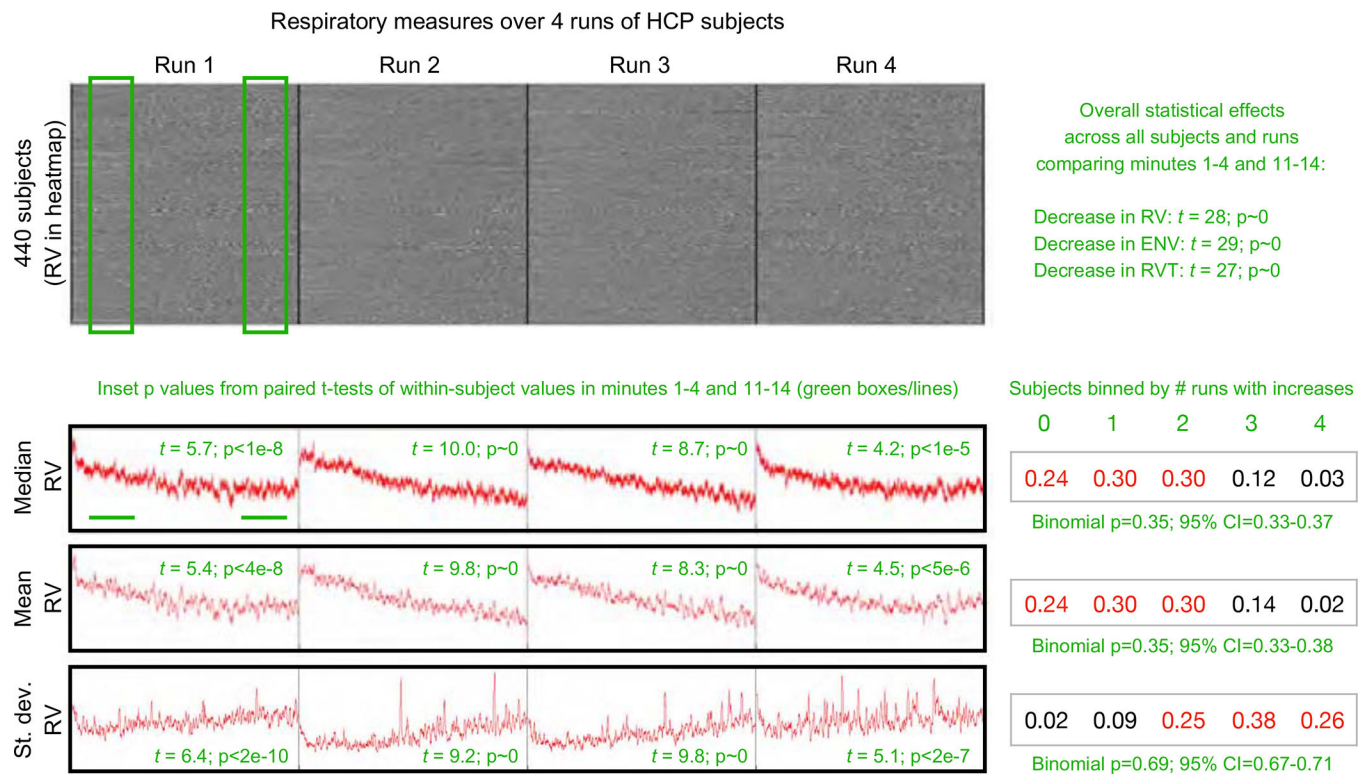 Respiratory measures over 4 runs of HCP subjects
Run 1 Run 2 Run 3 Run 4
440 subjects
(RV in heatmap)
Overall statistical effects
across all subjects and runs
comparing minutes 1-4 and 11-14:
Decrease in RV: t = 28; p~0
Decrease in ENV: t = 29; p~0
Decrease in RVT: t = 27; p~0
Inset p values from paired t-tests of within-subject values in minutes 1-4 and 11-14 (green boxes/lines)
Subjects binned by # runs with increases
0 1 2 3 4
Median
RV
t = 5.7; p<1e-8 t = 10.0; p~0 t = 8.7; p~0 t = 4.2; p<1e-5
0.24 0.30 0.30 0.12 0.03
Binomial p=0.35; 95% CI=0.33-0.37
Mean
RV
t = 5.4; p<4e-8 t = 9.8; p~0 t = 8.3; p~0 t = 4.5; p<5e-6
0.24 0.30 0.30 0.14 0.02
Binomial p=0.35; 95% CI=0.33-0.38
St. dev.
RV
t = 6.4; p<2e-10 t = 9.2; p~0 t = 9.8; p~0 t = 5.1; p<2e-7
0.02 0.09 0.25 0.38 0.26
Binomial p=0.69; 95% CI=0.67-0.71